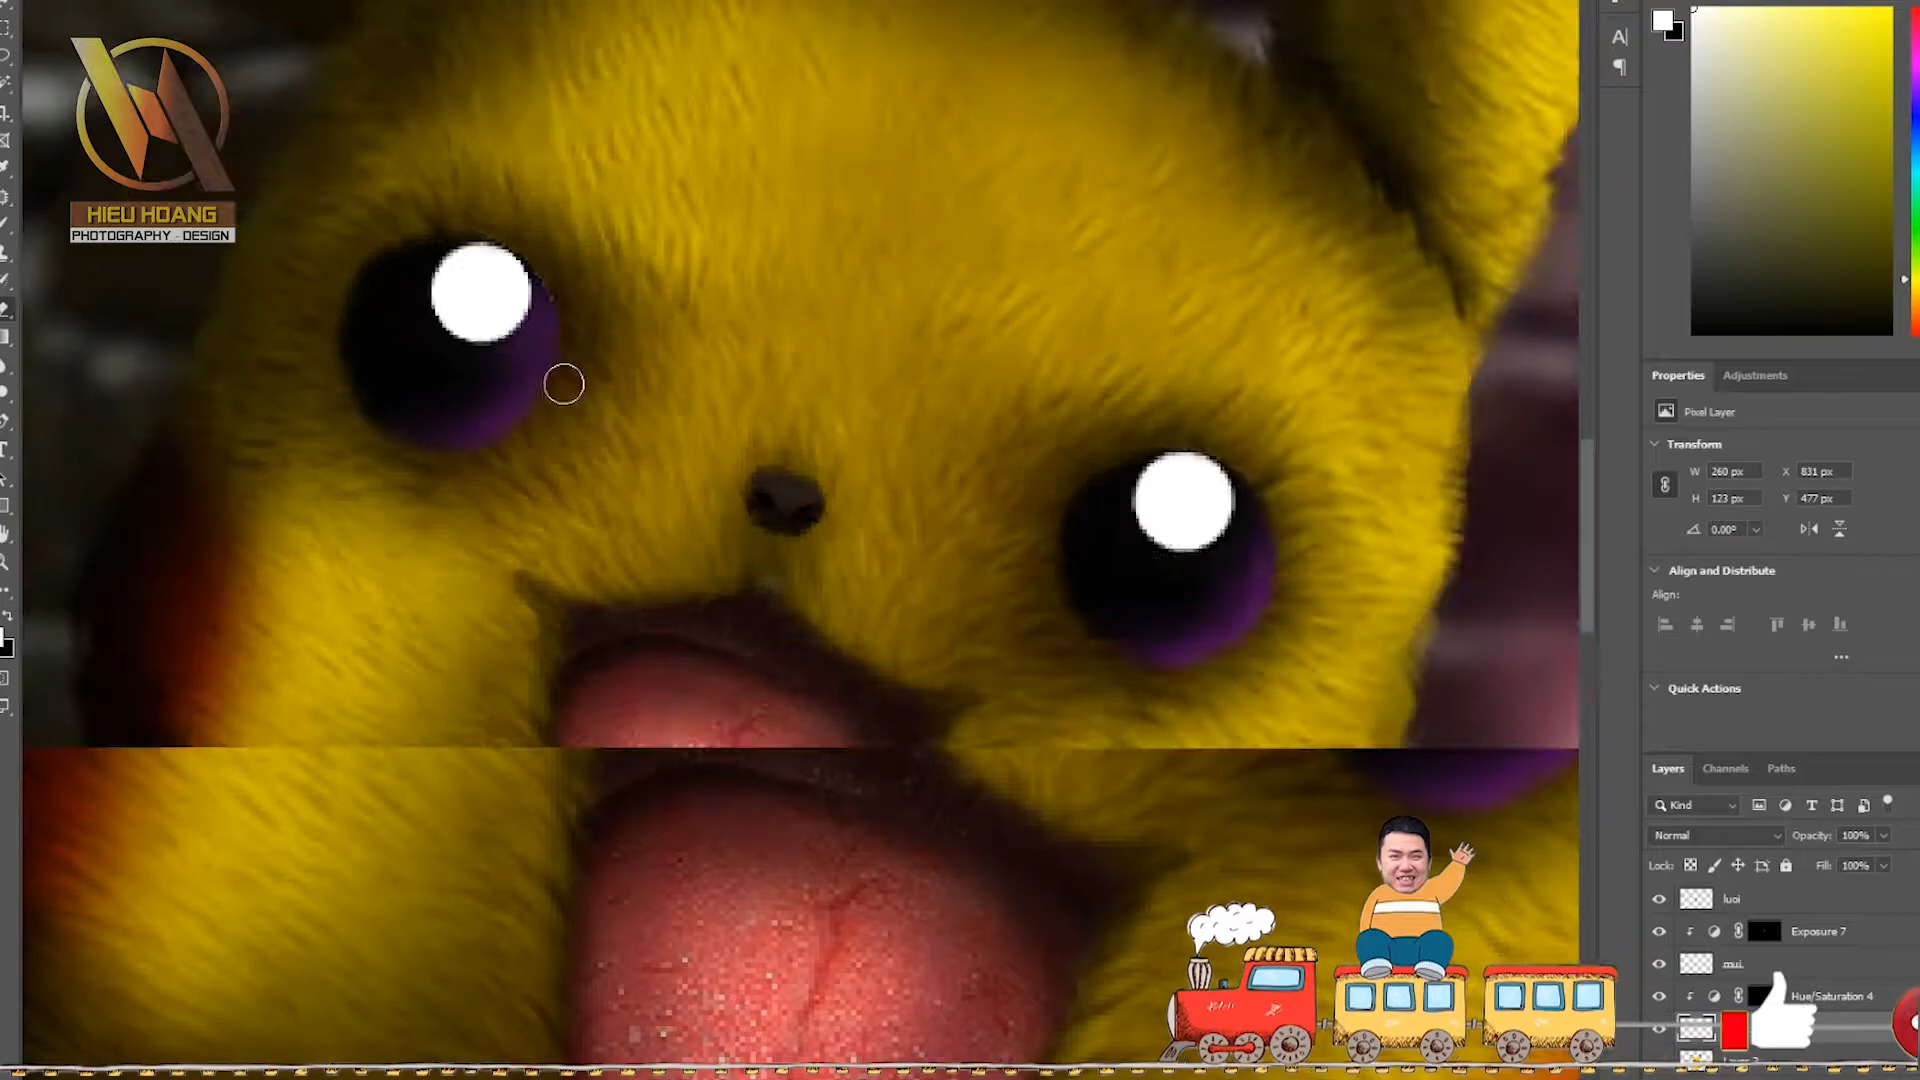 HIEU HOANG
PHOTOGRAPHY - DESIGN
A|
Properties
Adjustments
Pixel Layer
Transform
W 260 px X 831 px
H 123 px Y 477 px
0.00°
Align and Distribute
Align:
Quick Actions
Layers
Channels
Paths
Kind
Normal
Opacity: 100%
Lock:
Fill: 100%
luoi
Exposure 7
mui.
Hue/Saturation 4